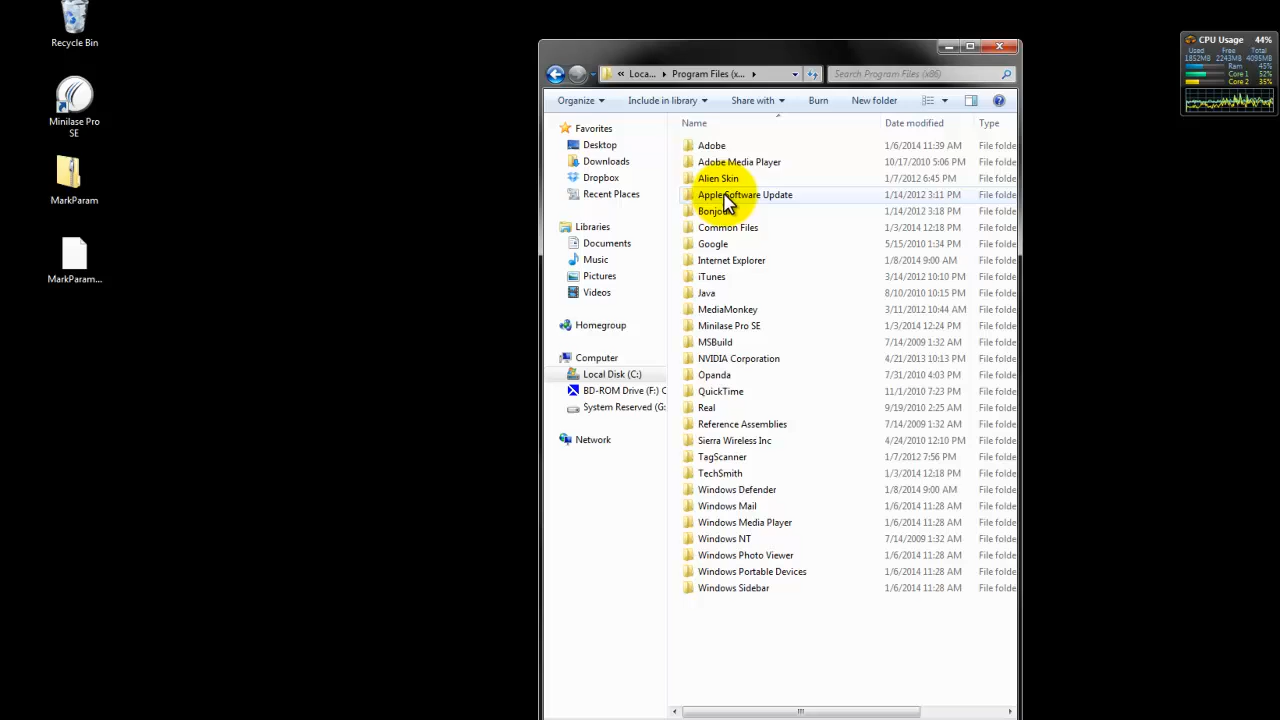 Recycle Bin
Minilase Pro
SE
MarkParam
MarkParam...
CPU Usage 44%
Used Free Total
1852MB 2243MB 4095MB
Ram 45%
Core 1 52%
Core 2 35%
« Loca... Program Files (x...
Search Program Files (x86)
Organize Include in library Share with Burn New folder
Name Date modified Type
Favorites
Desktop
Downloads
Dropbox
Recent Places
Libraries
Documents
Music
Pictures
Videos
Homegroup
Computer
Local Disk (C:)
BD-ROM Drive (F:) C
System Reserved (G:
Network
Adobe 1/6/2014 11:39 AM File folde
Adobe Media Player 10/17/2010 5:06 PM File folde
Alien Skin 1/7/2012 6:45 PM File folde
Apple Software Update 1/14/2012 3:11 PM File folde
Bonjour 1/14/2012 3:18 PM File folde
Common Files 1/3/2014 12:18 PM File folde
Google 5/15/2010 1:34 PM File folde
Internet Explorer 1/8/2014 9:00 AM File folde
iTunes 3/14/2012 10:10 PM File folde
Java 8/10/2010 10:15 PM File folde
MediaMonkey 3/11/2012 10:44 AM File folde
Minilase Pro SE 1/3/2014 12:24 PM File folde
MSBuild 7/14/2009 1:32 AM File folde
NVIDIA Corporation 4/21/2013 10:13 PM File folde
Opanda 7/31/2010 4:03 PM File folde
QuickTime 11/1/2010 7:23 PM File folde
Real 9/19/2010 2:25 AM File folde
Reference Assemblies 7/14/2009 1:32 AM File folde
Sierra Wireless Inc 4/24/2010 12:10 PM File folde
TagScanner 1/7/2012 7:56 PM File folde
TechSmith 1/3/2014 12:18 PM File folde
Windows Defender 1/8/2014 9:00 AM File folde
Windows Mail 1/6/2014 11:28 AM File folde
Windows Media Player 1/6/2014 11:28 AM File folde
Windows NT 7/14/2009 1:32 AM File folde
Windows Photo Viewer 1/6/2014 11:28 AM File folde
Windows Portable Devices 1/6/2014 11:28 AM File folde
Windows Sidebar 1/6/2014 11:28 AM File folde